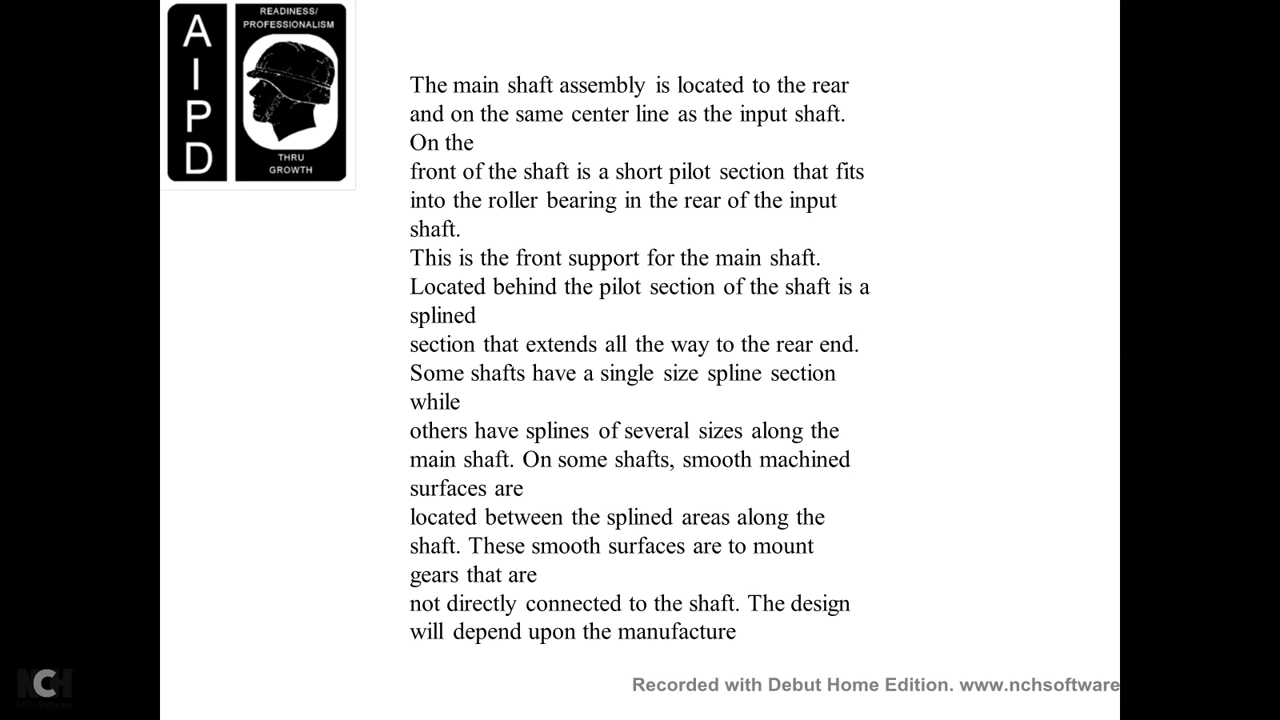 A
I
P
D
READINESS/
PROFESSIONALISM
THRU
GROWTH
The main shaft assembly is located to the rear
and on the same center line as the input shaft.
On the
front of the shaft is a short pilot section that fits
into the roller bearing in the rear of the input
shaft.
This is the front support for the main shaft.
Located behind the pilot section of the shaft is a
splined
section that extends all the way to the rear end.
Some shafts have a single size spline section
while
others have splines of several sizes along the
main shaft. On some shafts, smooth machined
surfaces are
located between the splined areas along the
shaft. These smooth surfaces are to mount
gears that are
not directly connected to the shaft. The design
will depend upon the manufacture
NCH
NCH Software
Recorded with Debut Home Edition. www.nchsoftware